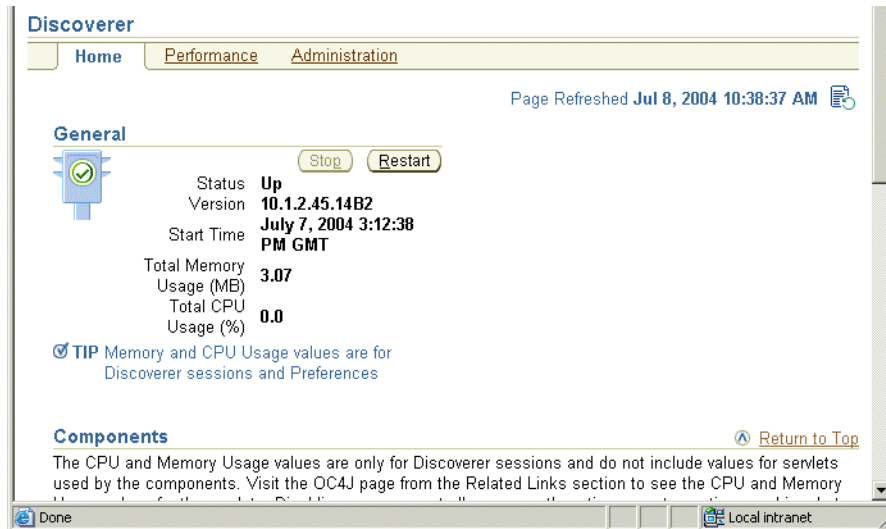 Discoverer
Home Performance Administration
Page Refreshed Jul 8, 2004 10:38:37 AM
General
Stop Restart
Status Up
Version 10.1.2.45.14B2
Start Time July 7, 2004 3:12:38
PM GMT
Total Memory
Usage (MB) 3.07
Total CPU
Usage (%) 0.0
TIP Memory and CPU Usage values are for
Discoverer sessions and Preferences
Components Return to Top
The CPU and Memory Usage values are only for Discoverer sessions and do not include values for servlets
used by the components. Visit the OC4J page from the Related Links section to see the CPU and Memory
Done Local intranet